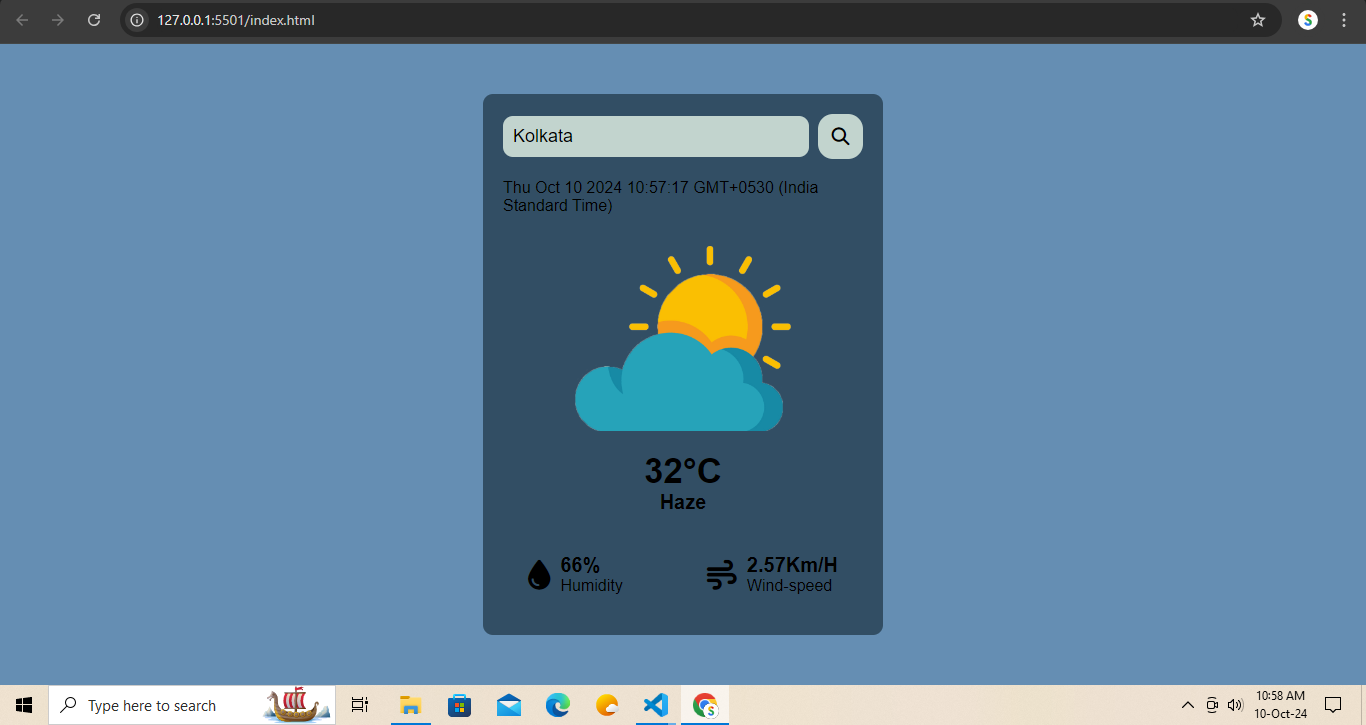 127.0.0.1:5501/index.html
Kolkata
Thu Oct 10 2024 10:57:17 GMT+0530 (India
Standard Time)
32°C
Haze
66%
Humidity
2.57Km/H
Wind-speed
Type here to search
10:58 AM
10-Oct-24